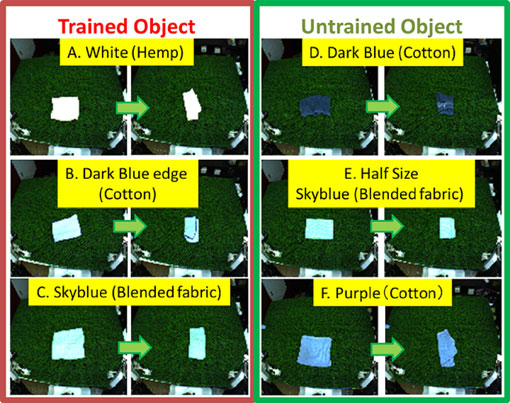 Trained Object
A. White (Hemp)
B. Dark Blue edge
(Cotton)
C. Skyblue (Blended fabric)
Untrained Object
D. Dark Blue (Cotton)
E. Half Size
Skyblue (Blended fabric)
F. Purple（Cotton）